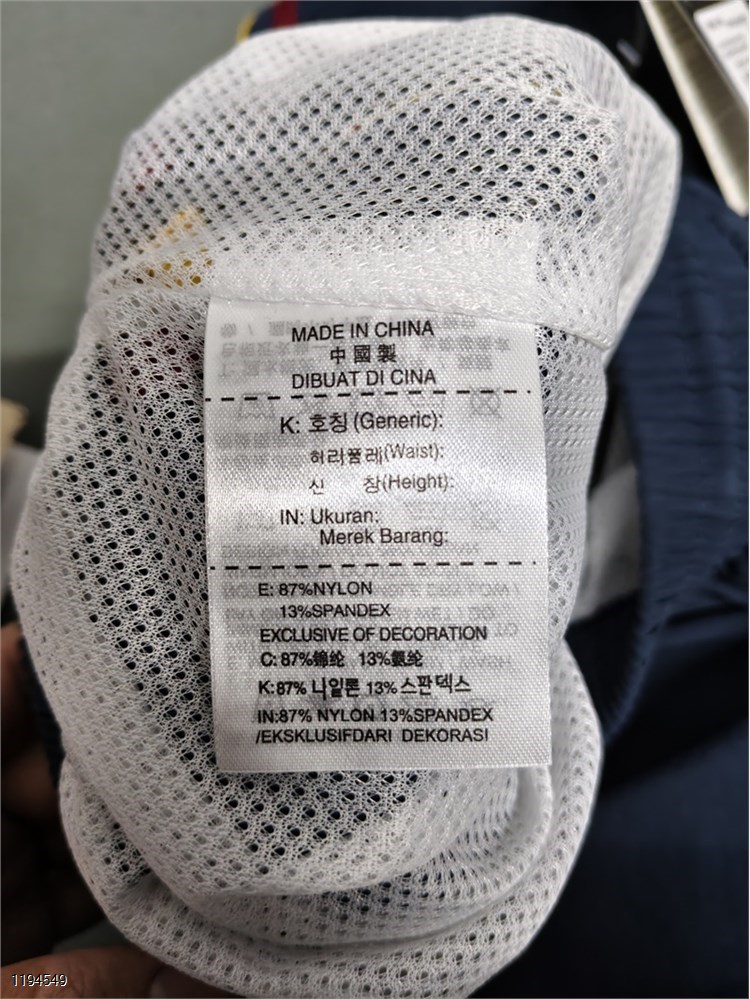 MADE IN CHINA
中國製
DIBUAT DI CINA
K: 호칭(Generic):
허리둘레(Waist):
신 장(Height):
IN: Ukuran:
Merek Barang:
E: 87%NYLON
13%SPANDEX
EXCLUSIVE OF DECORATION
C: 87%锦纶 13%氨纶
K:87% 나일론 13% 스판덱스
IN:87% NYLON 13%SPANDEX
/EKSKLUSIFDARI DEKORASI
1194549